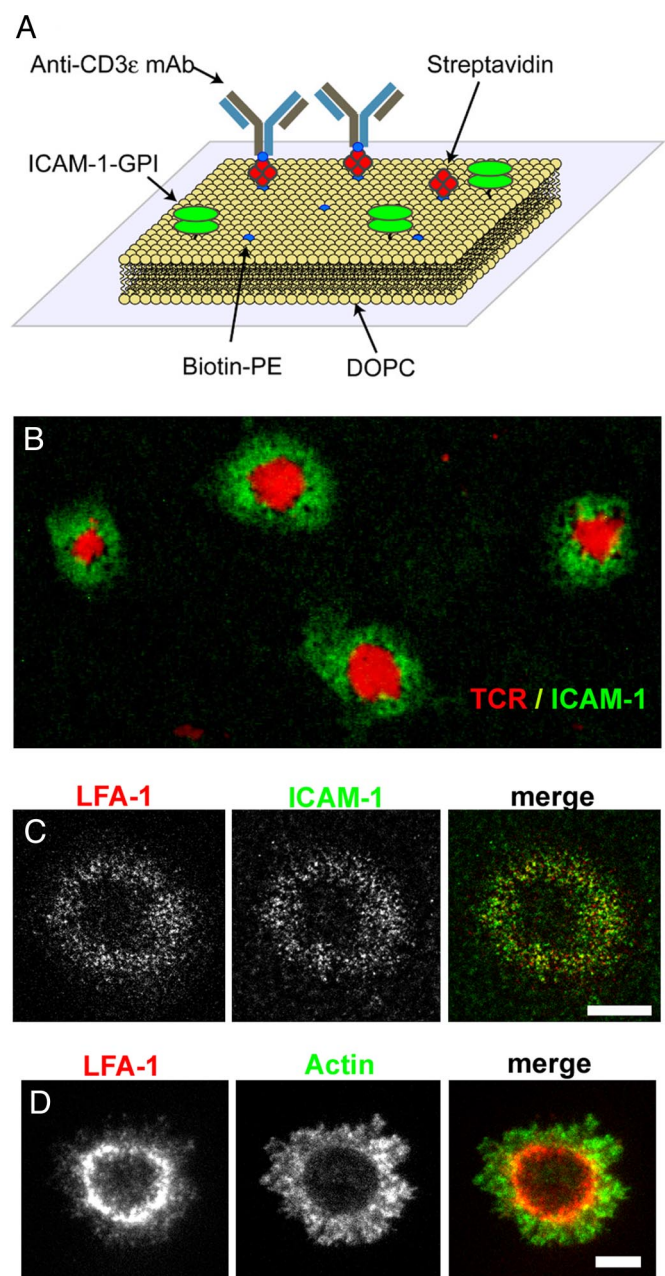 A
Anti-CD3ε mAb
Streptavidin
ICAM-1-GPI
Biotin-PE
DOPC
B
TCR / ICAM-1
LFA-1 ICAM-1 merge
C
LFA-1 Actin merge
D